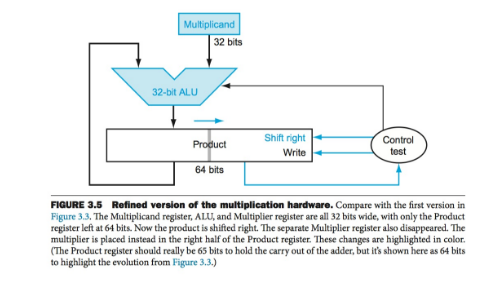 Multiplicand
32 bits
32-bit ALU
Product
Shift right
Write
Control
test
64 bits
FIGURE 3.5 Refined version of the multiplication hardware. Compare with the first version in
Figure 3.3. The Multiplicand register, ALU, and Multiplier register are all 32 bits wide, with only the Product
register left at 64 bits. Now the product is shifted right. The separate Multiplier register also disappeared. The
multiplier is placed instead in the right half of the Product register. These changes are highlighted in color.
(The Product register should really be 65 bits to hold the carry out of the adder, but it's shown here as 64 bits
to highlight the evolution from Figure 3.3.)